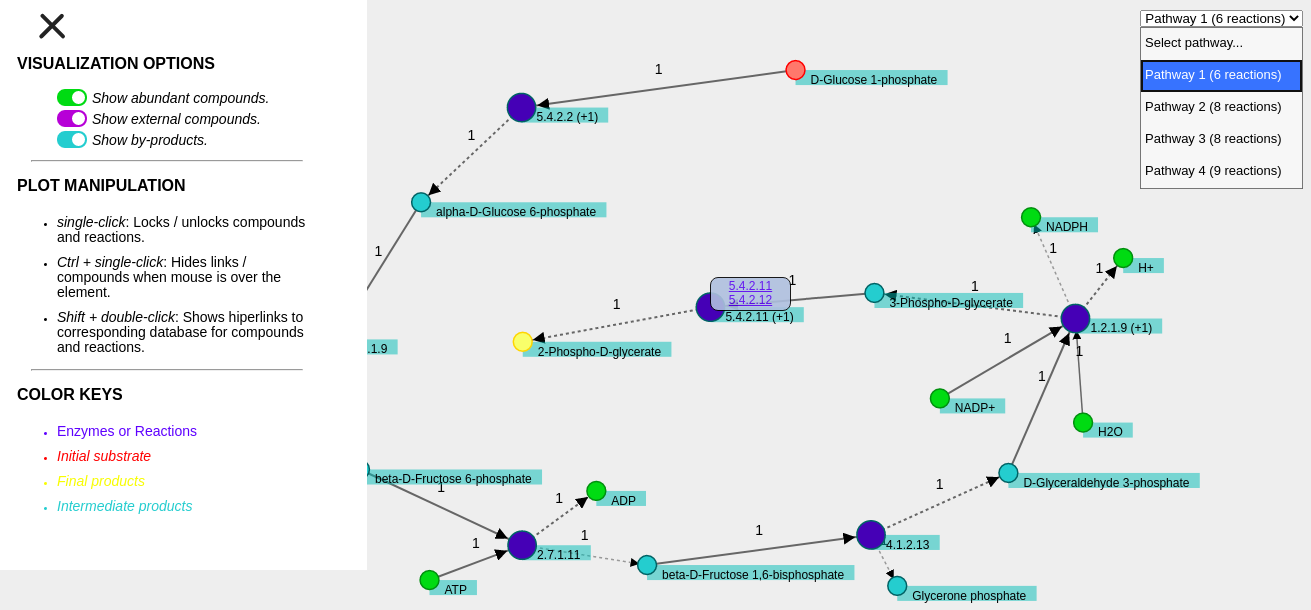 VISUALIZATION OPTIONS
Show abundant compounds.
Show external compounds.
Show by-products.
PLOT MANIPULATION
• single-click: Locks / unlocks compounds
and reactions.
• Ctrl + single-click: Hides links /
compounds when mouse is over the
element.
• Shift + double-click: Shows hiperlinks to
corresponding database for compounds
and reactions.
COLOR KEYS
• Enzymes or Reactions
• Initial substrate
• Final products
• Intermediate products
Pathway 1 (6 reactions)
Select pathway...
Pathway 1 (6 reactions)
Pathway 2 (8 reactions)
Pathway 3 (8 reactions)
Pathway 4 (9 reactions)
1
D-Glucose 1-phosphate
5.4.2.2 (+1)
1
alpha-D-Glucose 6-phosphate
1
NADPH
1
1
H+
5.4.2.11
5.4.2.12
1
1
3-Phospho-D-glycerate
1
5.4.2.11 (+1)
1.2.1.9 (+1)
1
1
.1.9
2-Phospho-D-glycerate
1
NADP+
H2O
beta-D-Fructose 6-phosphate
1
D-Glyceraldehyde 3-phosphate
1
1
ADP
1
1
1
2.7.1.11
4.1.2.13
beta-D-Fructose 1,6-bisphosphate
ATP
Glycerone phosphate